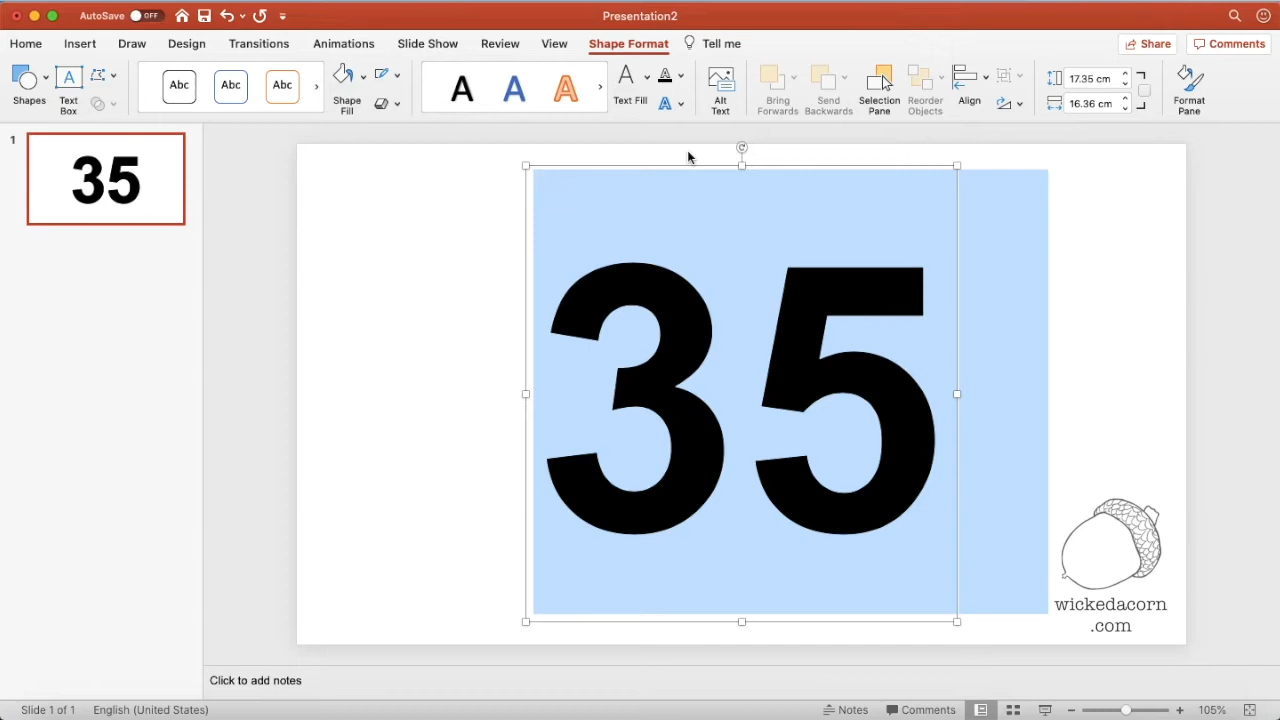 AutoSave OFF
Presentation2
Home Insert Draw Design Transitions Animations Slide Show Review View Shape Format Tell me
Share Comments
Shapes
Text
Box
Abc Abc Abc
Shape
Fill
A A A
Text Fill
Alt
Text
Bring
Forwards
Send
Backwards
Selection
Pane
Reorder
Objects
Align
17.35 cm
16.36 cm
Format
Pane
1
35
35
wickedacorn
.com
Click to add notes
Slide 1 of 1 English (United States) Notes Comments 105%